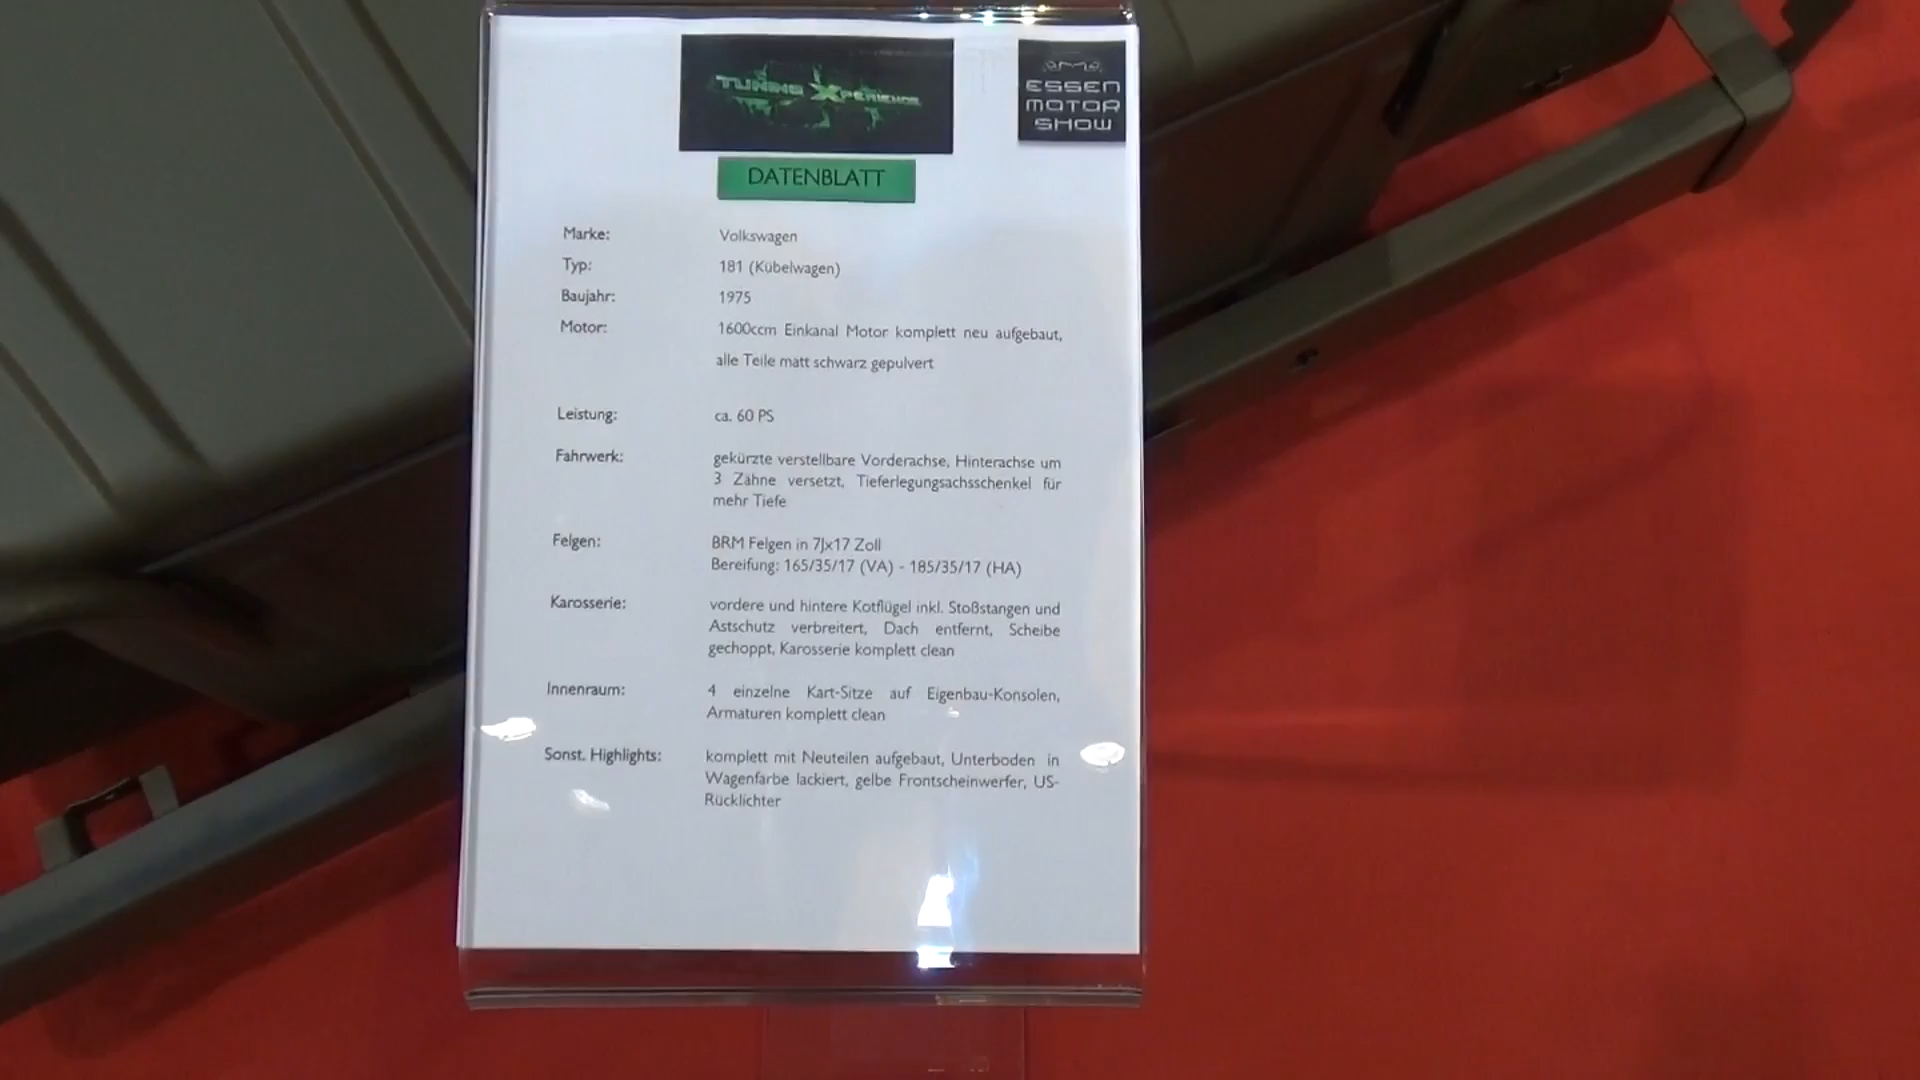 TUNING XPERIENCE
ESSEN
MOTOR
SHOW
DATENBLATT
Marke: Volkswagen
Typ: 181 (Kübelwagen)
Baujahr: 1975
Motor: 1600ccm Einkanal Motor komplett neu aufgebaut,
alle Teile matt schwarz gepulvert
Leistung: ca. 60 PS
Fahrwerk: gekürzte verstellbare Vorderachse, Hinterachse um
3 Zähne versetzt, Tieferlegungsachsschenkel für
mehr Tiefe
Felgen: BRM Felgen in 7Jx17 Zoll
Bereifung: 165/35/17 (VA) - 185/35/17 (HA)
Karosserie: vordere und hintere Kotflügel inkl. Stoßstangen und
Astschutz verbreitert, Dach entfernt, Scheibe
gechoppt, Karosserie komplett clean
Innenraum: 4 einzelne Kart-Sitze auf Eigenbau-Konsolen,
Armaturen komplett clean
Sonst. Highlights: komplett mit Neuteilen aufgebaut, Unterboden in
Wagenfarbe lackiert, gelbe Frontscheinwerfer, US-
Rücklichter